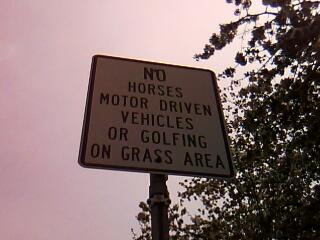 NO
HORSES
MOTOR DRIVEN
VEHICLES
OR GOLFING
ON GRASS AREA